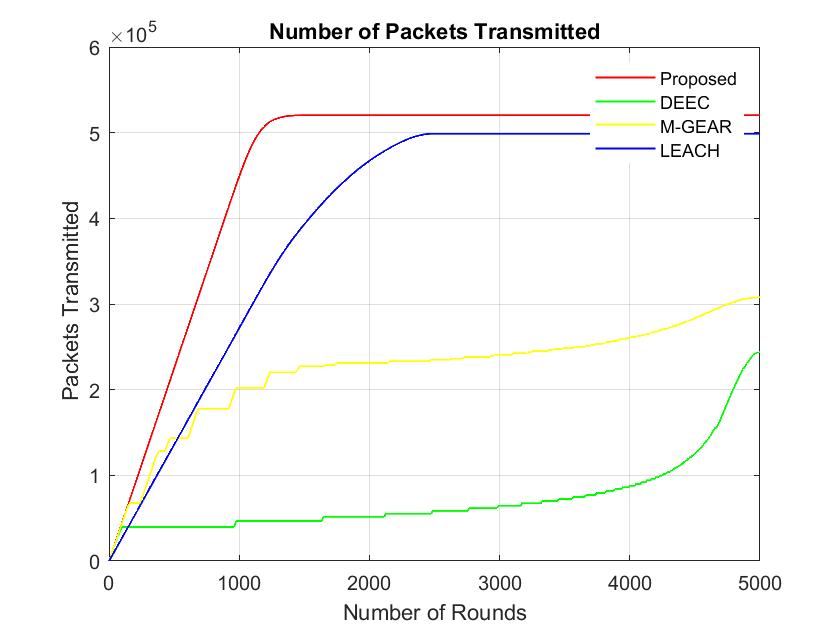 Number of Packets Transmitted
×10^5
6
5
4
3
2
1
0
Packets Transmitted
Proposed
DEEC
M-GEAR
LEACH
0 1000 2000 3000 4000 5000
Number of Rounds